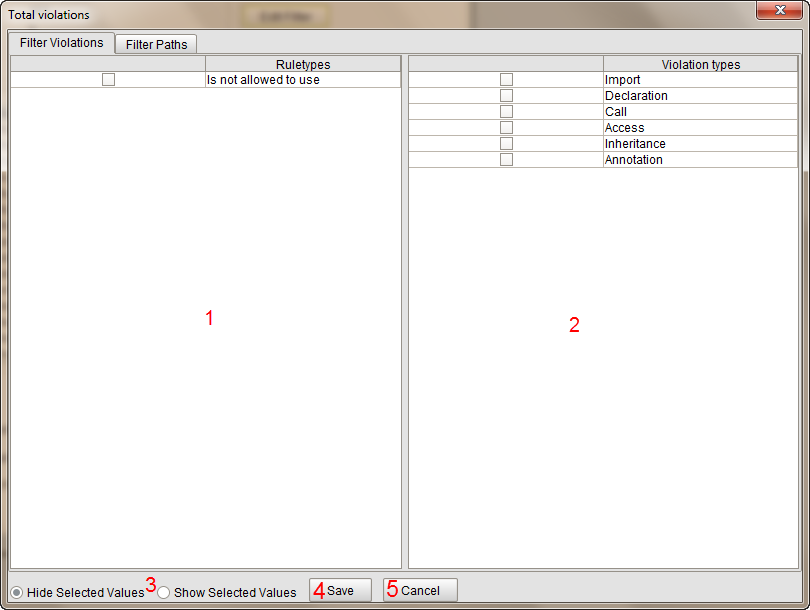 Total violations
Filter Violations Filter Paths
Ruletypes Violation types
Is not allowed to use Import
Declaration
Call
Access
Inheritance
Annotation
1 2
Hide Selected Values 3 Show Selected Values 4 Save 5 Cancel